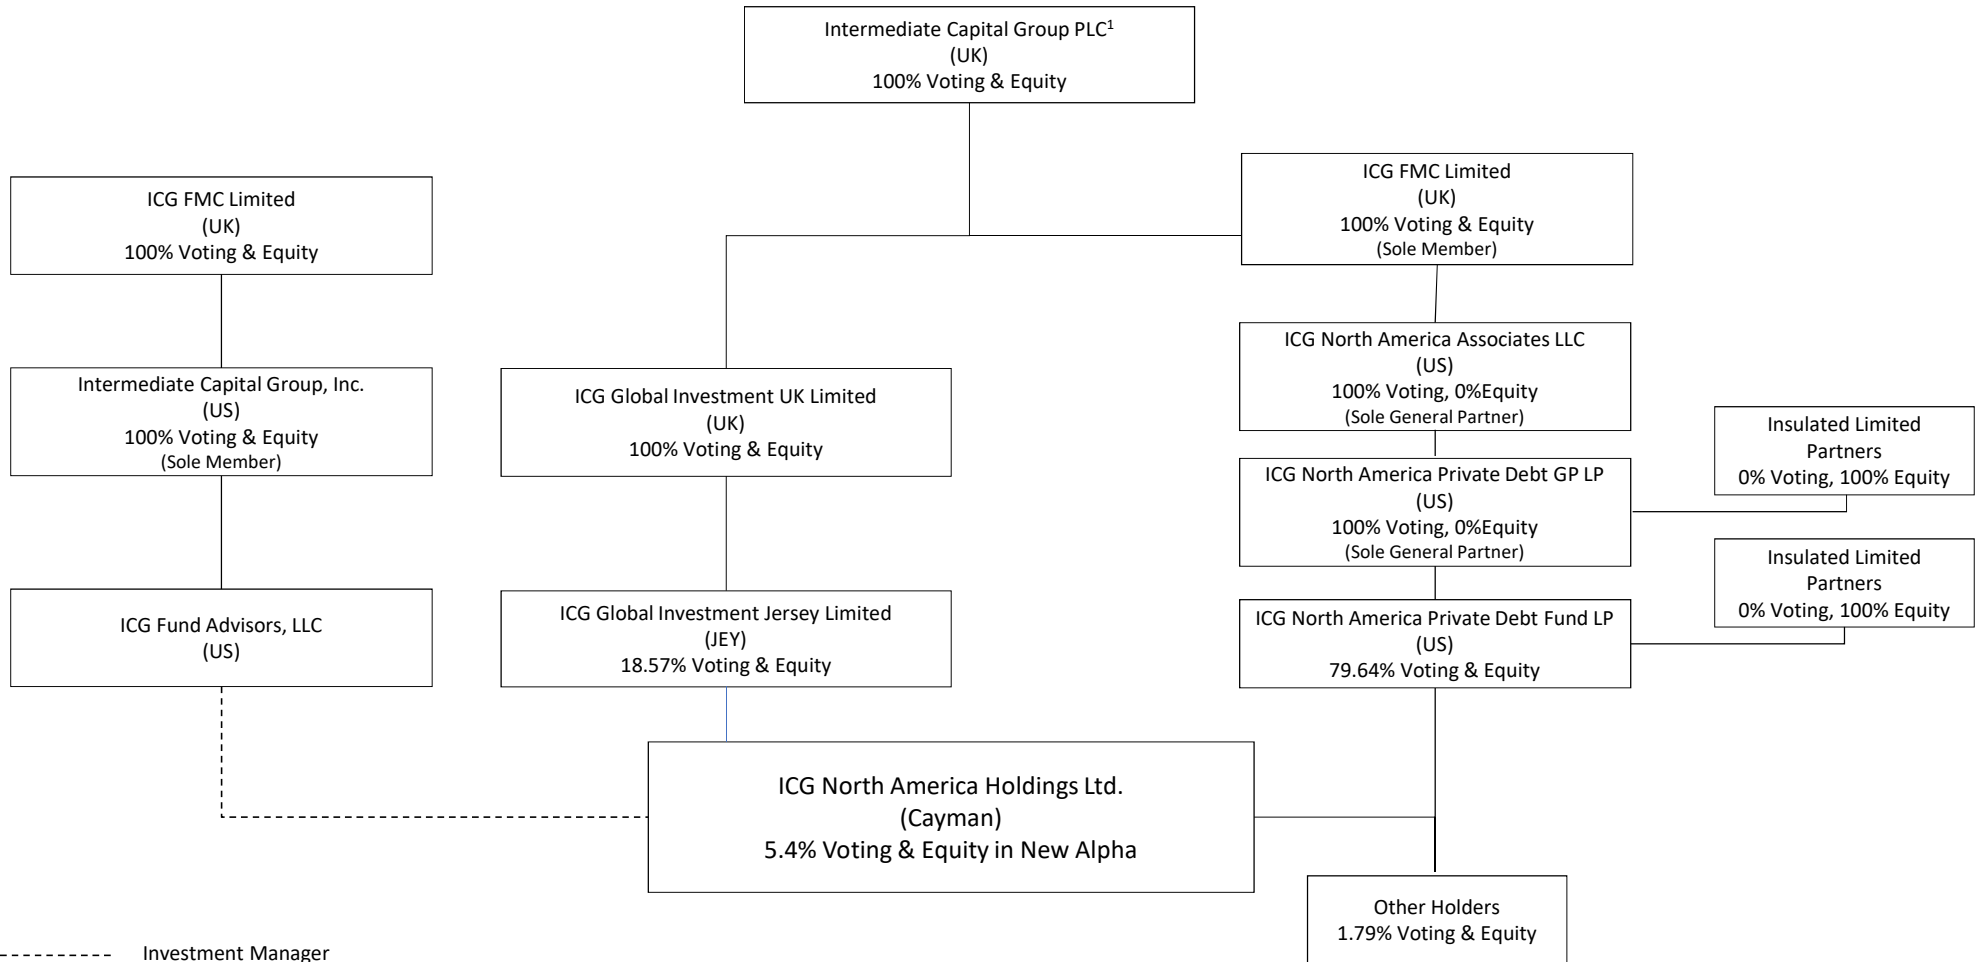 Intermediate Capital Group PLC1
(UK)
100% Voting & Equity
ICG FMC Limited
(UK)
100% Voting & Equity
ICG FMC Limited
(UK)
100% Voting & Equity
(Sole Member)
Intermediate Capital Group, Inc.
(US)
100% Voting & Equity
(Sole Member)
ICG Global Investment UK Limited
(UK)
100% Voting & Equity
ICG North America Associates LLC
(US)
100% Voting, 0%Equity
(Sole General Partner)
Insulated Limited
Partners
0% Voting, 100% Equity
ICG North America Private Debt GP LP
(US)
100% Voting, 0%Equity
(Sole General Partner)
Insulated Limited
Partners
0% Voting, 100% Equity
ICG Fund Advisors, LLC
(US)
ICG Global Investment Jersey Limited
(JEY)
18.57% Voting & Equity
ICG North America Private Debt Fund LP
(US)
79.64% Voting & Equity
ICG North America Holdings Ltd.
(Cayman)
5.4% Voting & Equity in New Alpha
Other Holders
1.79% Voting & Equity
Investment Manager